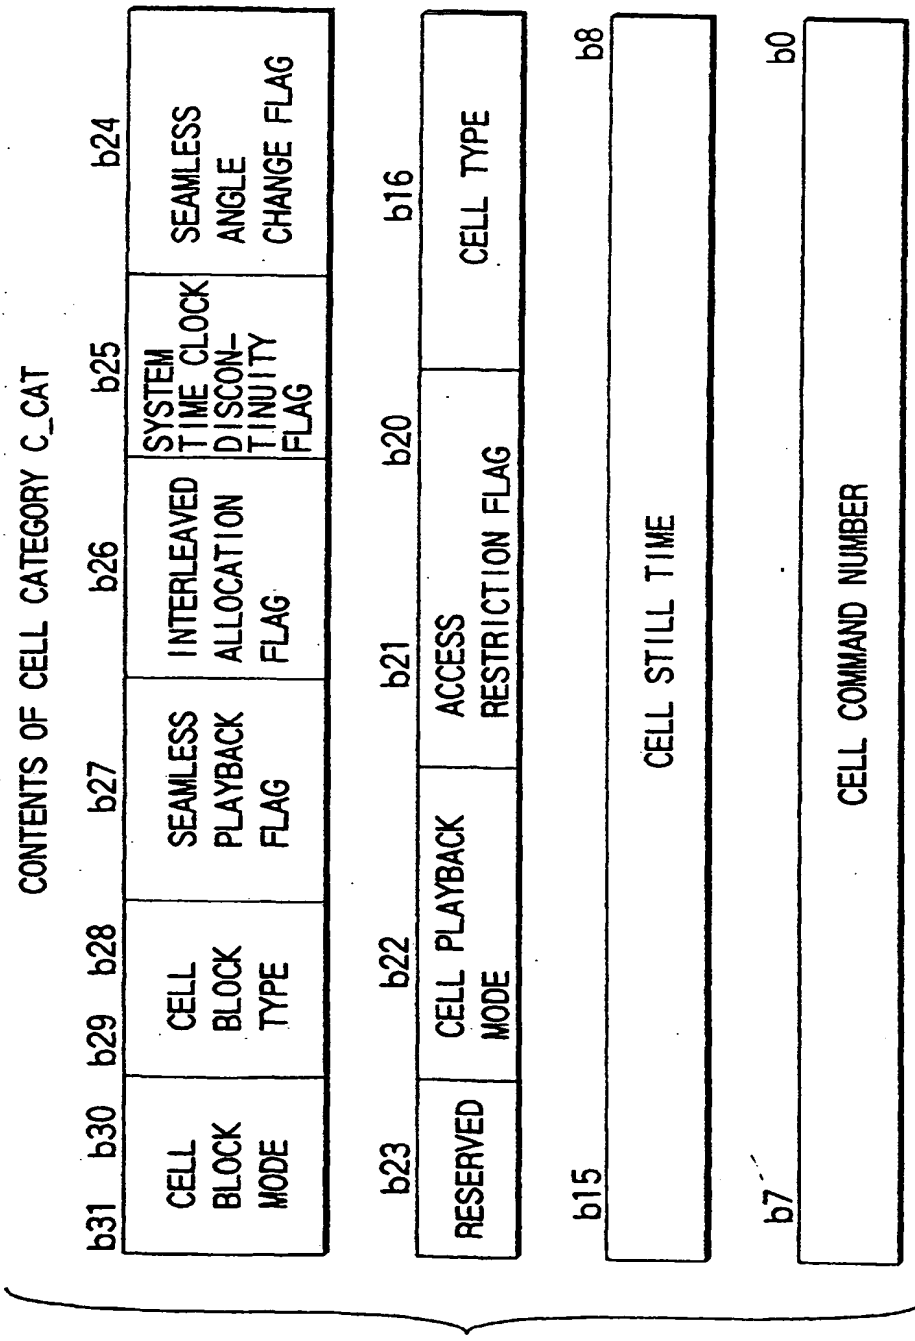 CONTENTS OF CELL CATEGORY C_CAT
b31 b30 b29 b28 b27 b26 b25 b24
CELL
BLOCK
MODE
CELL
BLOCK
TYPE
SEAMLESS
PLAYBACK
FLAG
INTERLEAVED
ALLOCATION
FLAG
SYSTEM
TIME CLOCK
DISCON-
TINUITY
FLAG
SEAMLESS
ANGLE
CHANGE FLAG
b23 b22 b21 b20 b16
RESERVED
CELL PLAYBACK
MODE
ACCESS
RESTRICTION FLAG
CELL TYPE
b15 b8
CELL STILL TIME
b7 b0
CELL COMMAND NUMBER